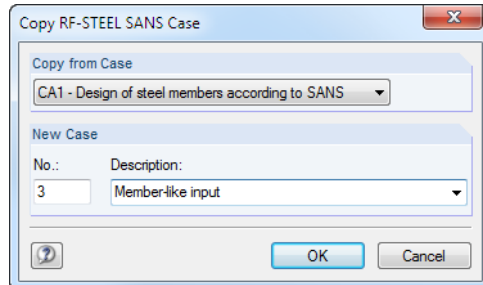 Copy RF-STEEL SANS Case
Copy from Case
CA1 - Design of steel members according to SANS
New Case
No.: Description:
3 Member-like input
OK Cancel